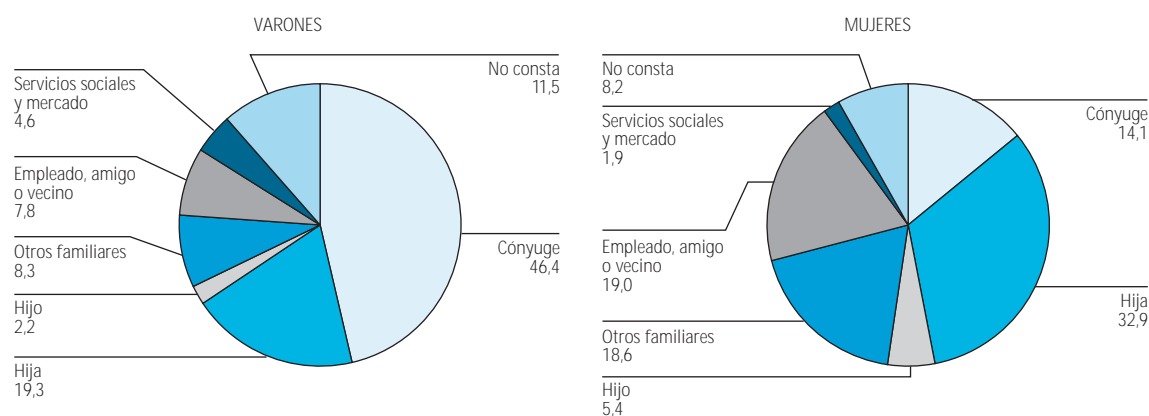 VARONES
No consta
11,5
Servicios sociales
y mercado
4,6
Empleado, amigo
o vecino
7,8
Otros familiares
8,3
Hijo
2,2
Hija
19,3
Cónyuge
46,4
MUJERES
No consta
8,2
Servicios sociales
y mercado
1,9
Empleado, amigo
o vecino
19,0
Otros familiares
18,6
Hijo
5,4
Cónyuge
14,1
Hija
32,9